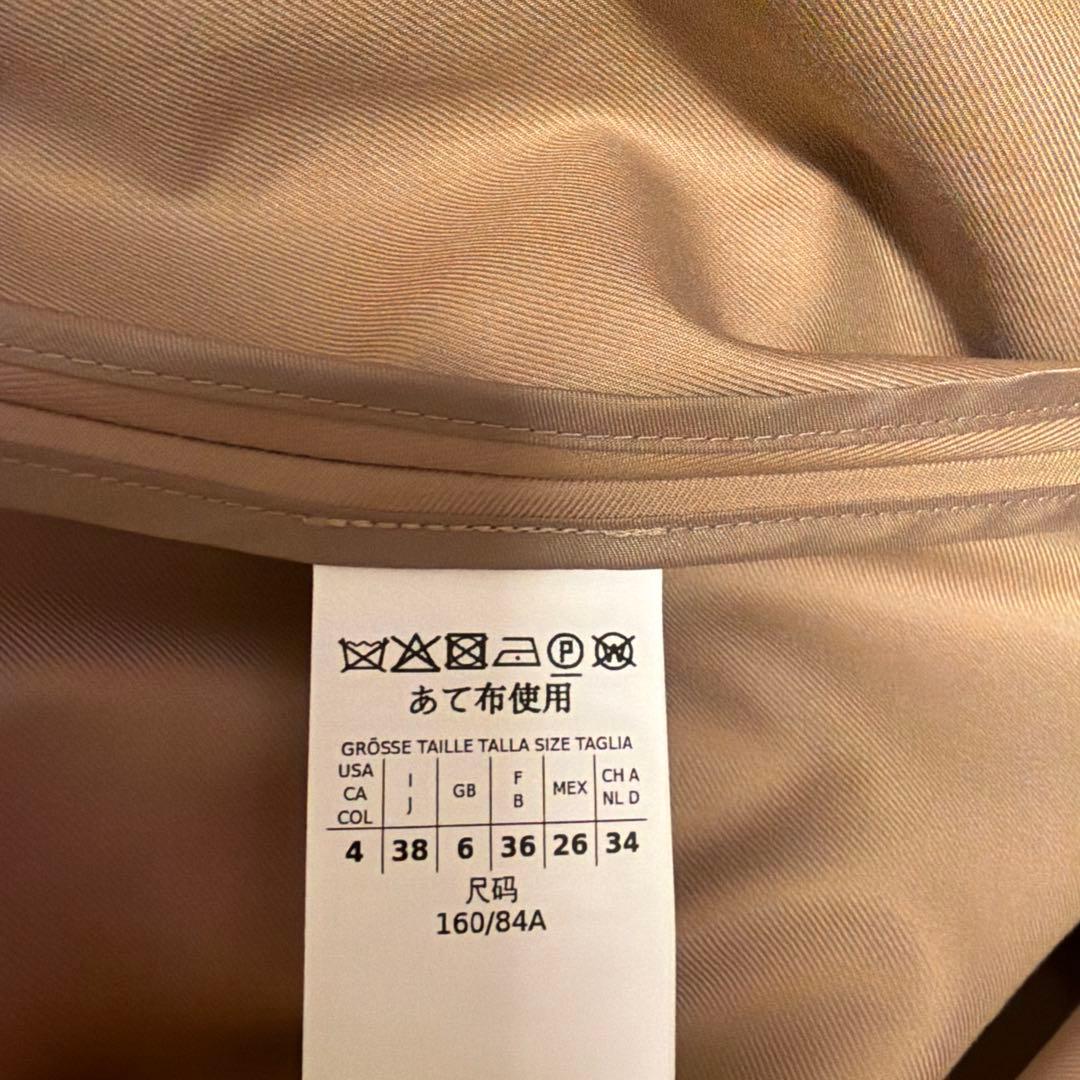 P W
あて布使用
GRÖSSE TAILLE TALLA SIZE TAGLIA
USA CA COL I J GB F B MEX CH A NL D
4 38 6 36 26 34
尺码
160/84A